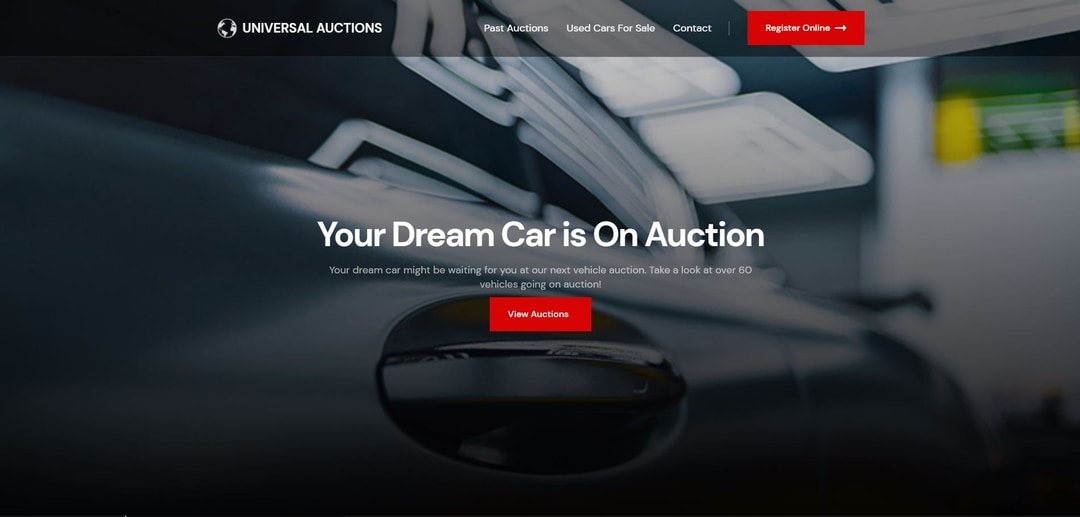 UNIVERSAL AUCTIONS
Past Auctions
Used Cars For Sale
Contact
Register Online
Your Dream Car is On Auction
Your dream car might be waiting for you at our next vehicle auction. Take a look at over 60
vehicles going on auction!
View Auctions